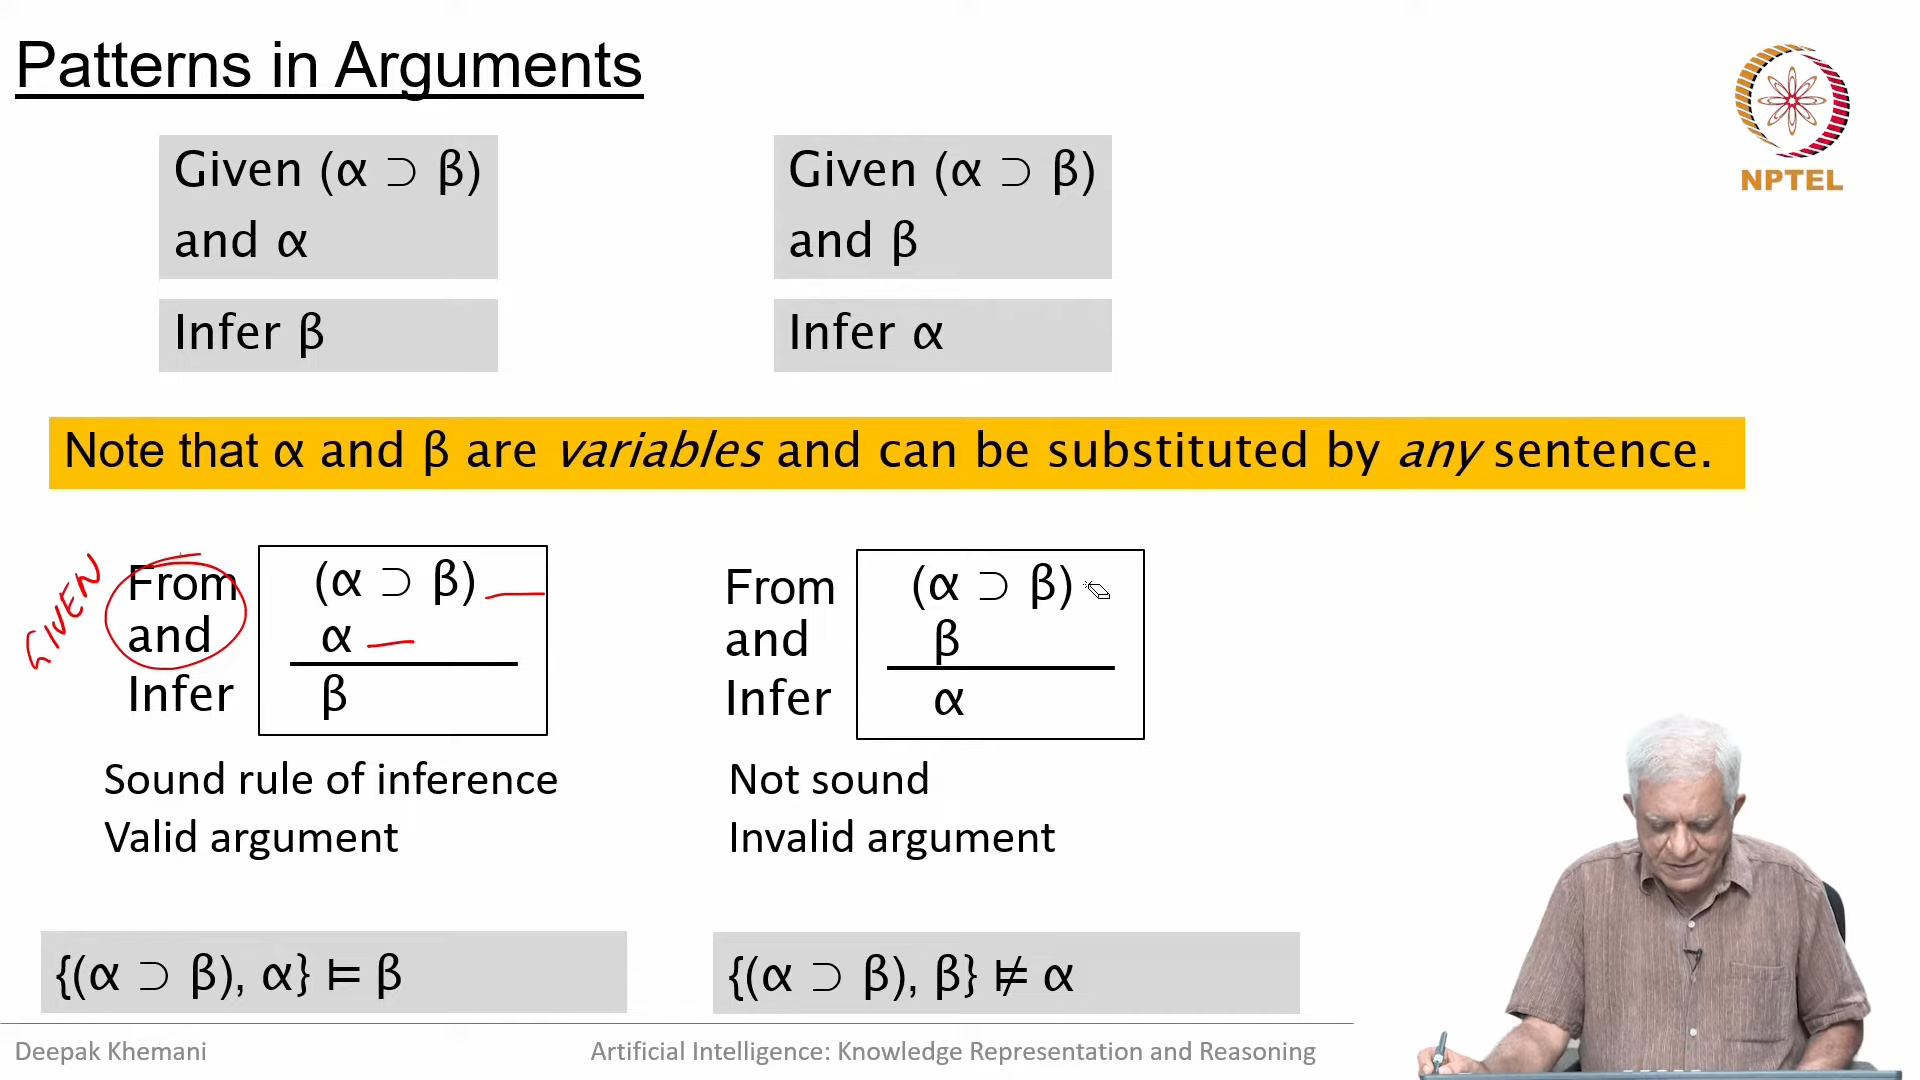 Patterns in Arguments
NPTEL
Given (α ⊃ β)
and α
Infer β
Given (α ⊃ β)
and β
Infer α
Note that α and β are variables and can be substituted by any sentence.
GIVEN
From (α ⊃ β)
and α
Infer β
Sound rule of inference
Valid argument
{(α ⊃ β), α} ⊨ β
From (α ⊃ β)
and β
Infer α
Not sound
Invalid argument
{(α ⊃ β), β} ⊭ α
Deepak Khemani
Artificial Intelligence: Knowledge Representation and Reasoning